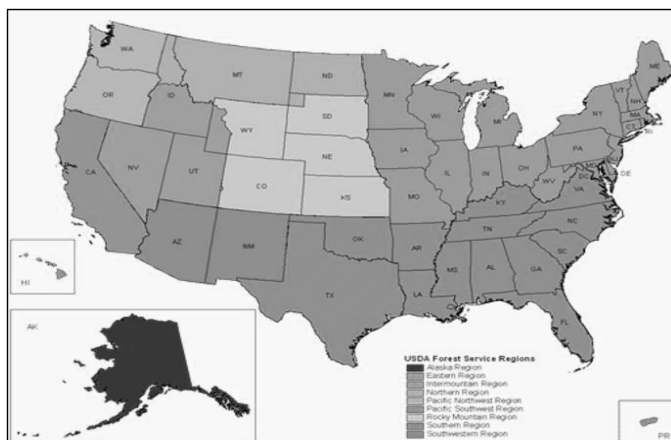 WA
MT
ND
ME
OR
ID
MN
VT
NH
SD
WI
NY
MA
WY
MI
CT
RI
NE
IA
PA
NV
UT
IL
IN
OH
DE
CA
CO
KS
MO
WV
DC
VA
KY
NC
AZ
NM
OK
AR
TN
SC
HI
MS
AL
GA
TX
LA
FL
AK
USDA Forest Service Regions
Alaska Region
Eastern Region
Intermountain Region
Northern Region
Pacific Northwest Region
Pacific Southwest Region
Rocky Mountain Region
Southern Region
Southwestern Region
PR